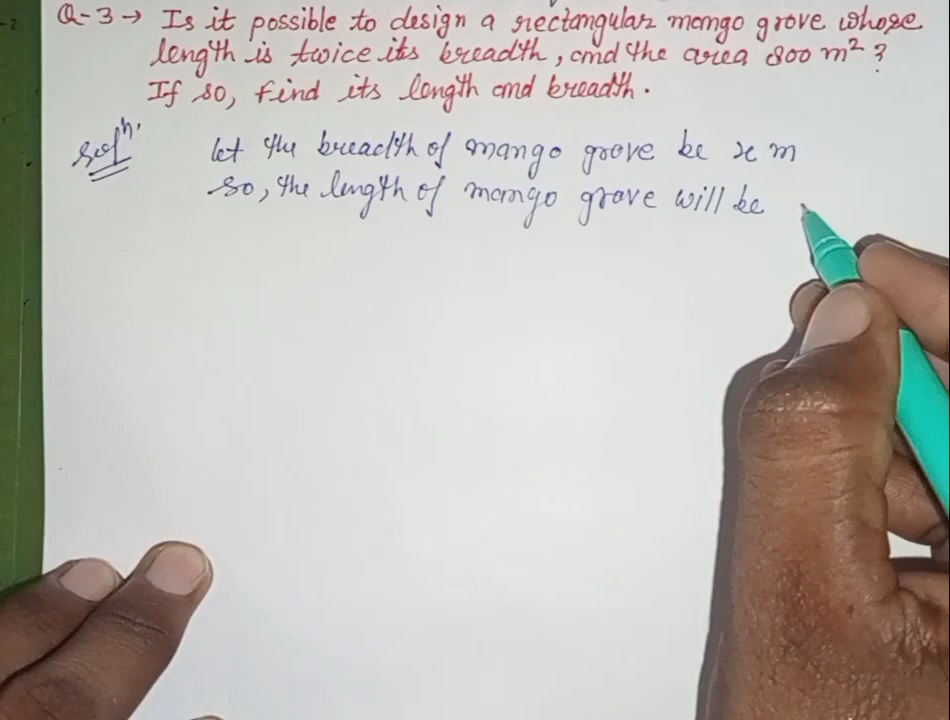 Q-3 → Is it possible to design a rectangular mango grove whose
length is twice its breadth, and the area 800 m² ?
If so, find its length and breadth.
Solⁿ. let the breadth of mango grove be x m
so, the length of mango grove will be